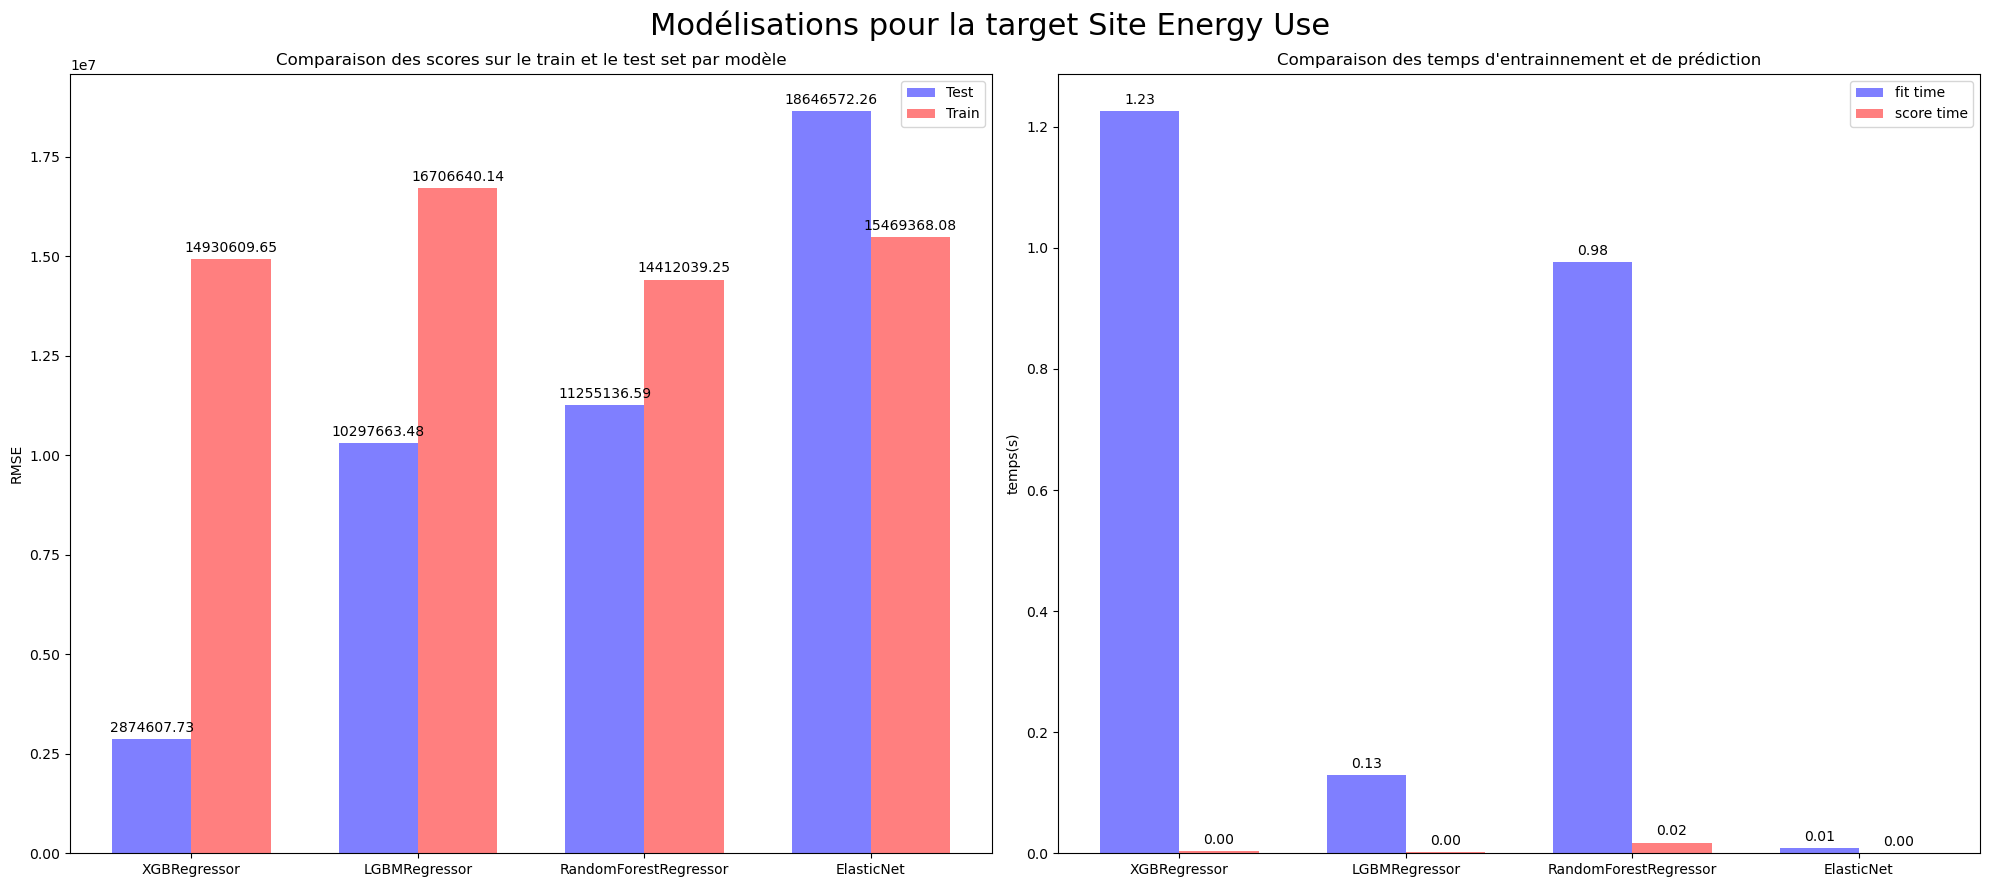 Modélisations pour la target Site Energy Use
Comparaison des scores sur le train et le test set par modèle
1e7
Test
Train
RMSE
1.75
1.50
1.25
1.00
0.75
0.50
0.25
0.00
2874607.73
14930609.65
10297663.48
16706640.14
11255136.59
14412039.25
18646572.26
15469368.08
XGBRegressor
LGBMRegressor
RandomForestRegressor
ElasticNet
Comparaison des temps d'entrainnement et de prédiction
fit time
score time
temps(s)
1.2
1.0
0.8
0.6
0.4
0.2
0.0
1.23
0.00
0.13
0.00
0.98
0.02
0.01
0.00
XGBRegressor
LGBMRegressor
RandomForestRegressor
ElasticNet